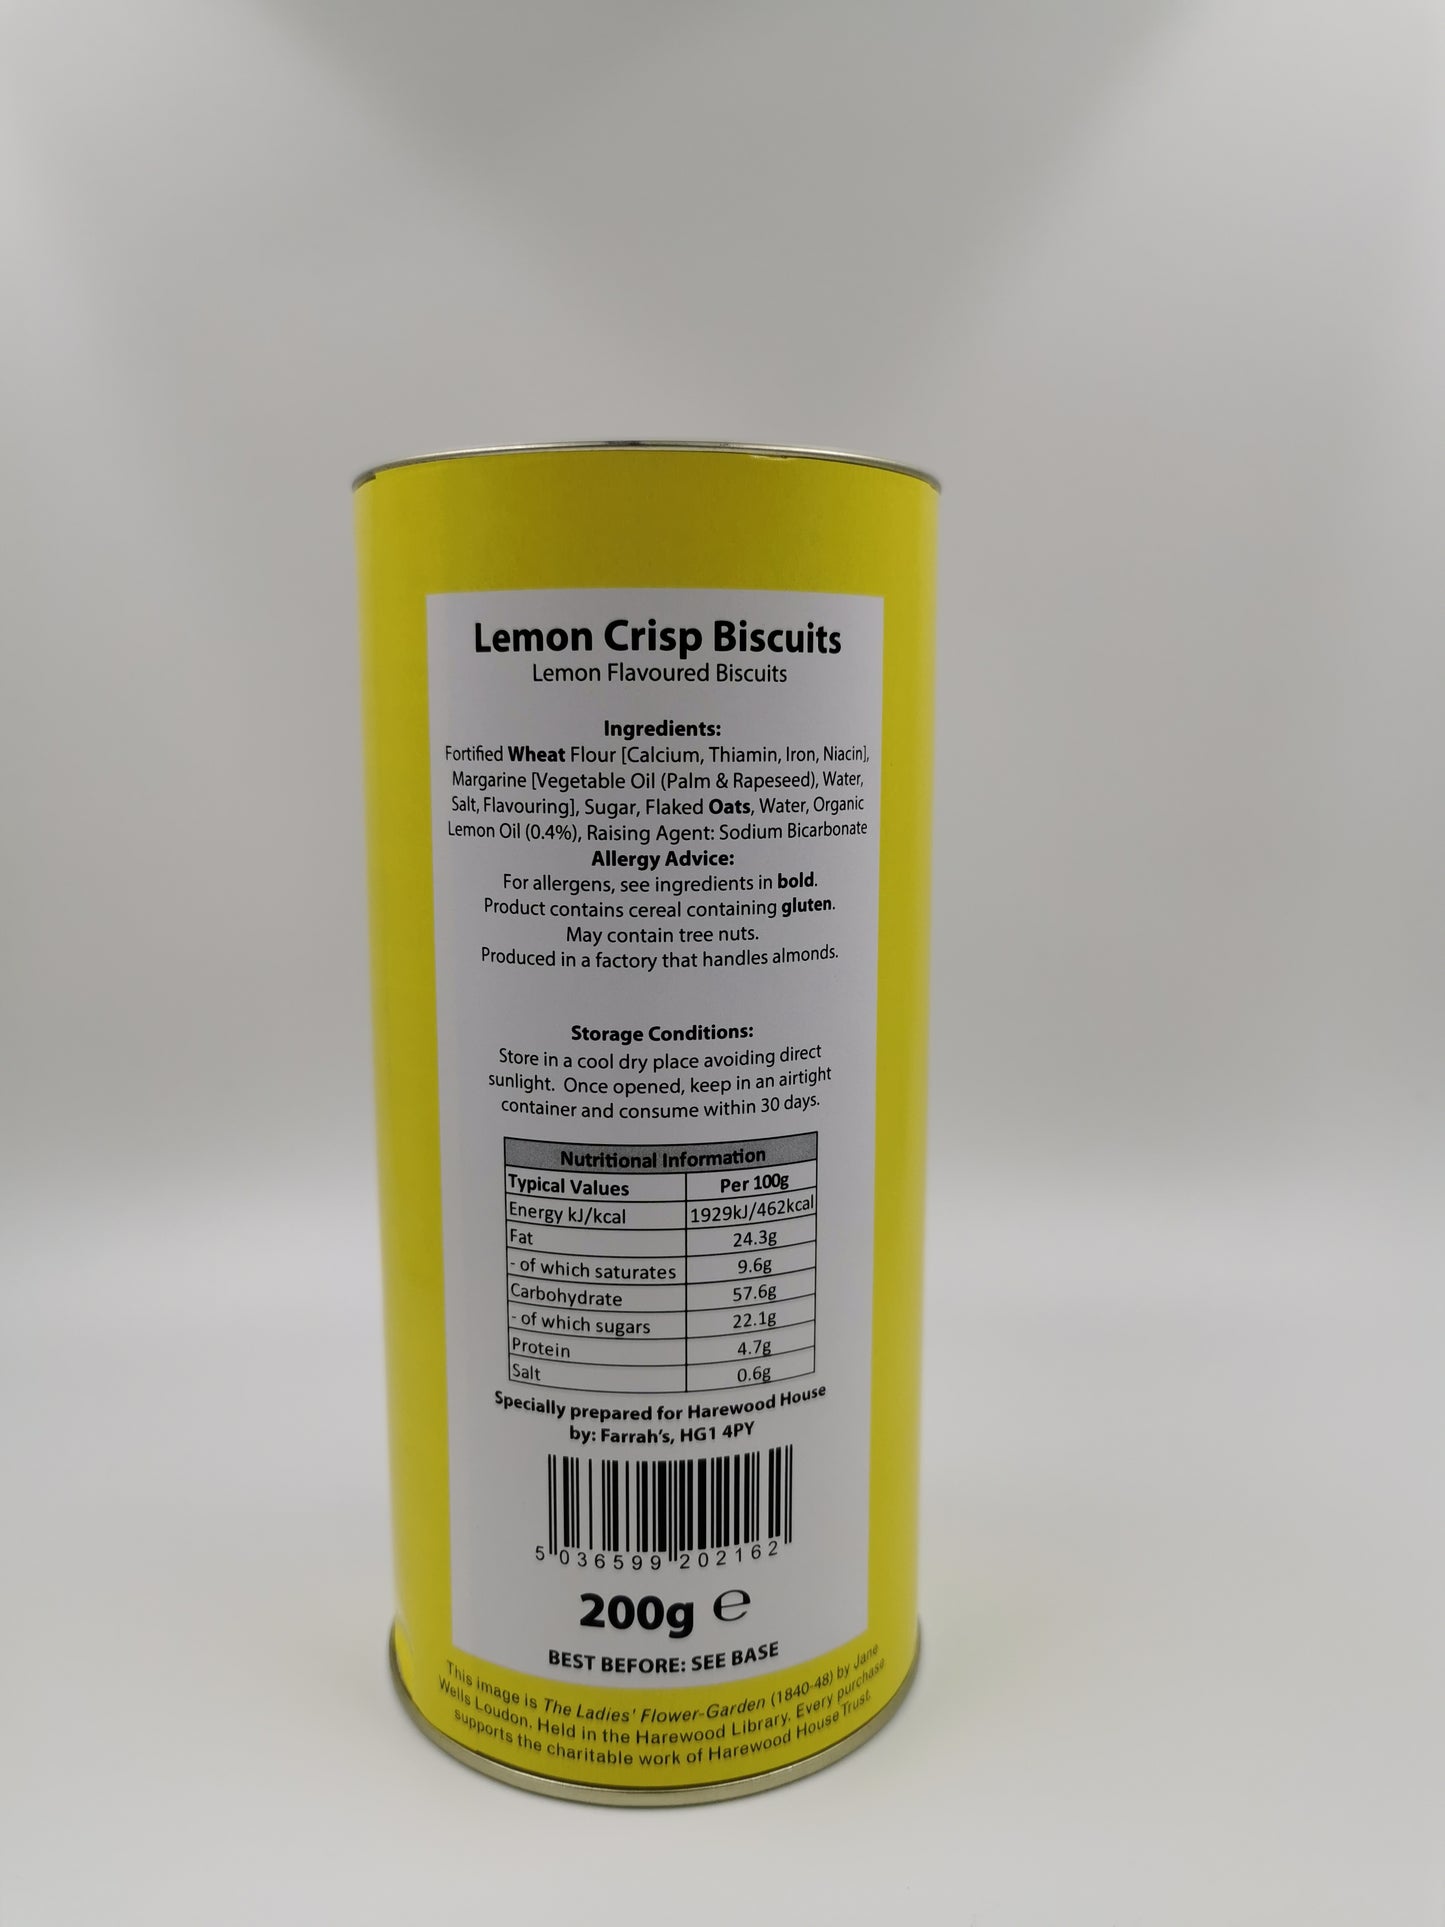 Lemon Crisp Biscuits
Lemon Flavoured Biscuits
Ingredients:
Fortified Wheat Flour [Calcium, Thiamin, Iron, Niacin],
Margarine [Vegetable Oil (Palm & Rapeseed), Water,
Salt, Flavouring], Sugar, Flaked Oats, Water, Organic
Lemon Oil (0.4%), Raising Agent: Sodium Bicarbonate
Allergy Advice:
For allergens, see ingredients in bold.
Product contains cereal containing gluten.
May contain tree nuts.
Produced in a factory that handles almonds.
Storage Conditions:
Store in a cool dry place avoiding direct
sunlight. Once opened, keep in an airtight
container and consume within 30 days.
Nutritional Information
Typical Values Per 100g
Energy kJ/kcal 1929kJ/462kcal
Fat 24.3g
- of which saturates 9.6g
Carbohydrate 57.6g
- of which sugars 22.1g
Protein 4.7g
Salt 0.6g
Specially prepared for Harewood House
by: Farrah's, HG1 4PY
5 036599 202162
200g ℮
BEST BEFORE: SEE BASE
This image is The Ladies' Flower-Garden (1840-48) by Jane
Wells Loudon. Held in the Harewood Library. Every purchase
supports the charitable work of Harewood House Trust.